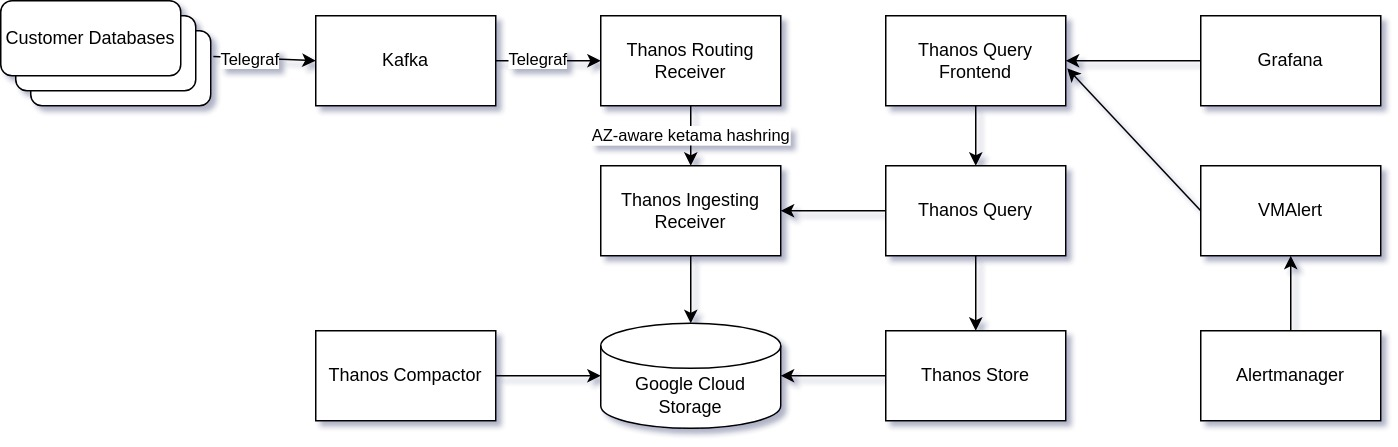 Customer Databases
Telegraf
Kafka
Telegraf
Thanos Routing
Receiver
Thanos Query
Frontend
Grafana
AZ-aware ketama hashring
Thanos Ingesting
Receiver
Thanos Query
VMAlert
Thanos Compactor
Google Cloud
Storage
Thanos Store
Alertmanager